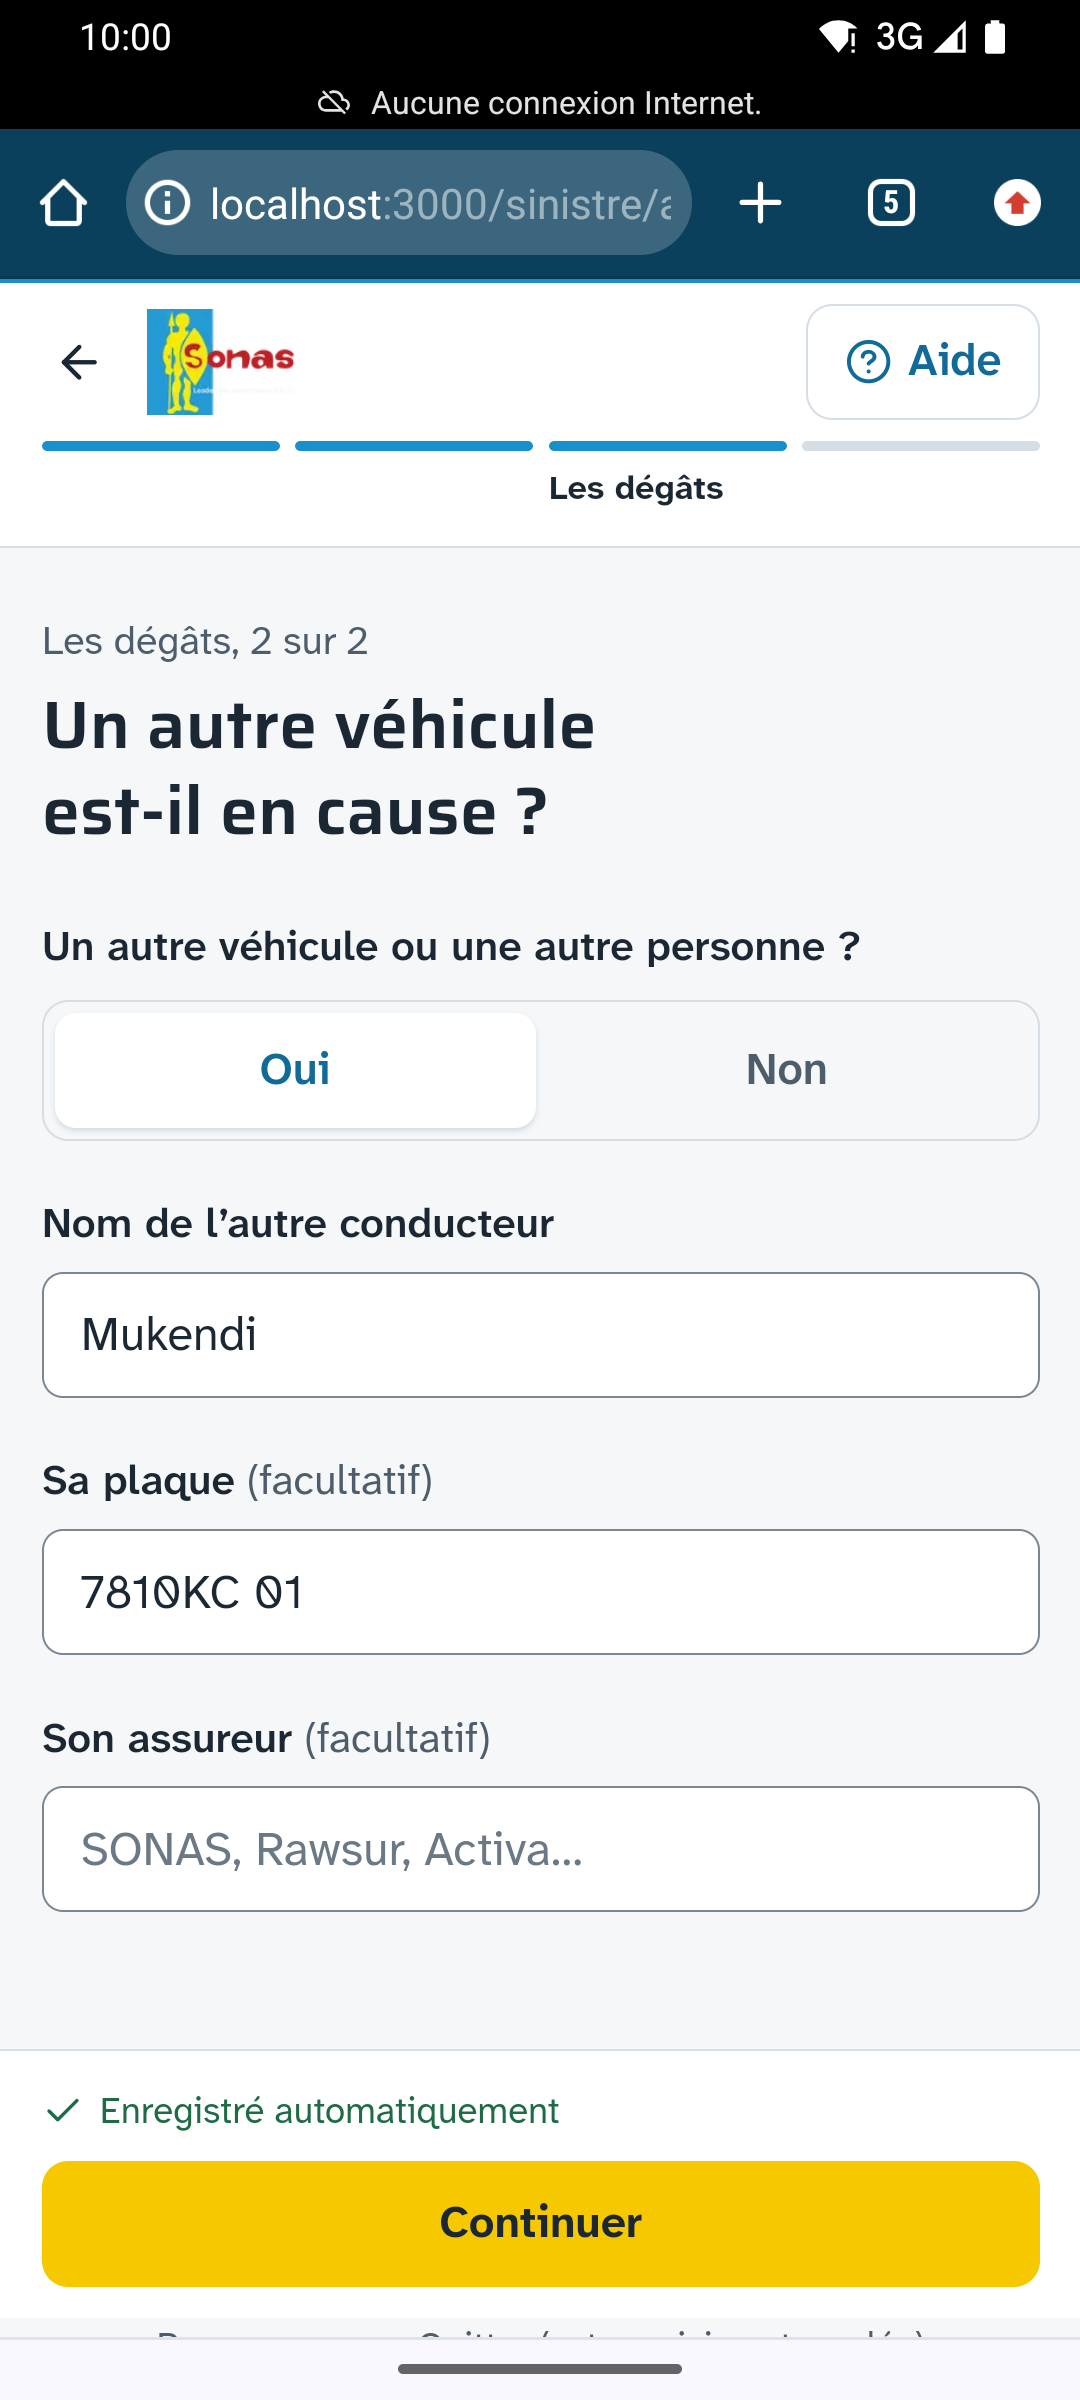 10:00
3G
Aucune connexion Internet.
localhost:3000/sinistre/
5
Sonas
Aide
Les dégâts
Les dégâts, 2 sur 2
Un autre véhicule
est-il en cause ?
Un autre véhicule ou une autre personne ?
Oui
Non
Nom de l’autre conducteur
Mukendi
Sa plaque (facultatif)
7810KC 01
Son assureur (facultatif)
SONAS, Rawsur, Activa...
Enregistré automatiquement
Continuer